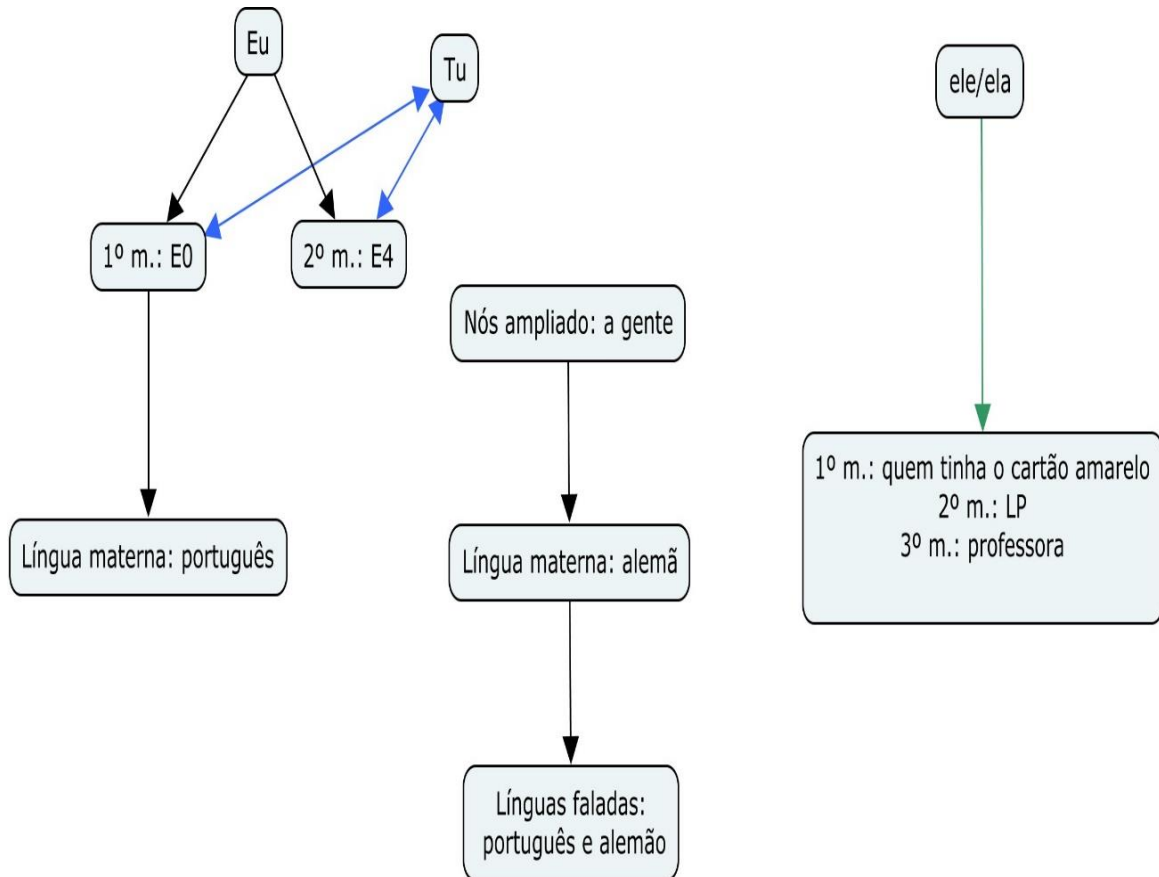 Eu
Tu
ele/ela
1º m.: E0
2º m.: E4
Nós ampliado: a gente
1º m.: quem tinha o cartão amarelo
2º m.: LP
3º m.: professora
Língua materna: português
Língua materna: alemã
Línguas faladas:
português e alemão